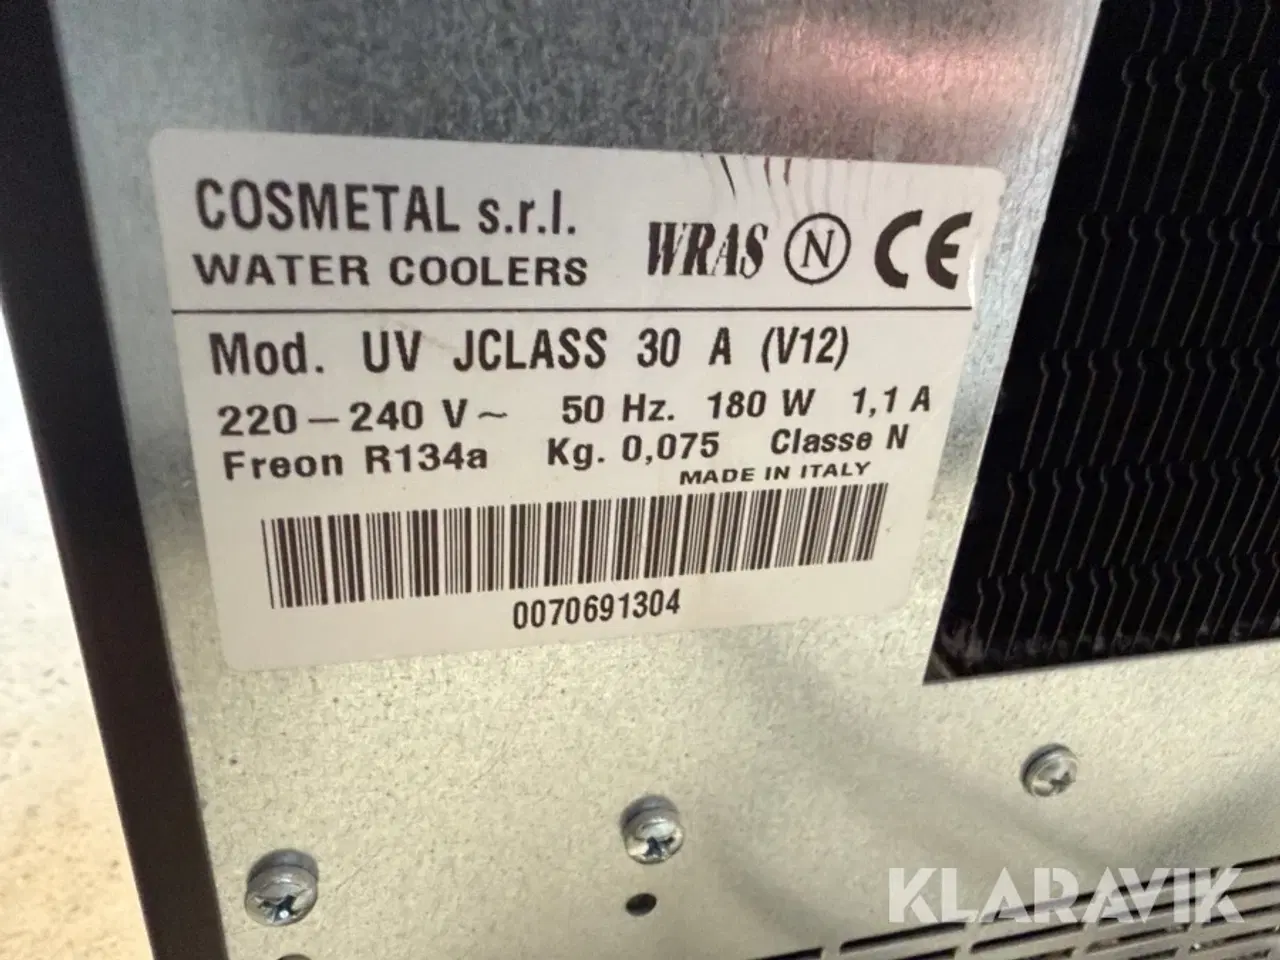 COSMETAL s.r.l.
WATER COOLERS
WRAS N CE
Mod. UV JCLASS 30 A (V12)
220-240 V~ 50 Hz. 180 W 1,1 A
Freon R134a Kg. 0,075 Classe N
MADE IN ITALY
0070691304
KLARAVIK